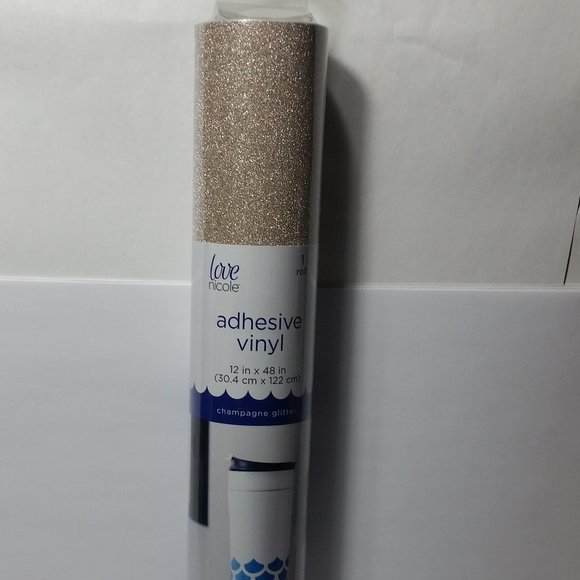 love
nicole
1
roll
adhesive
vinyl
12 in x 48 in
(30.4 cm x 122 cm)
champagne glitter